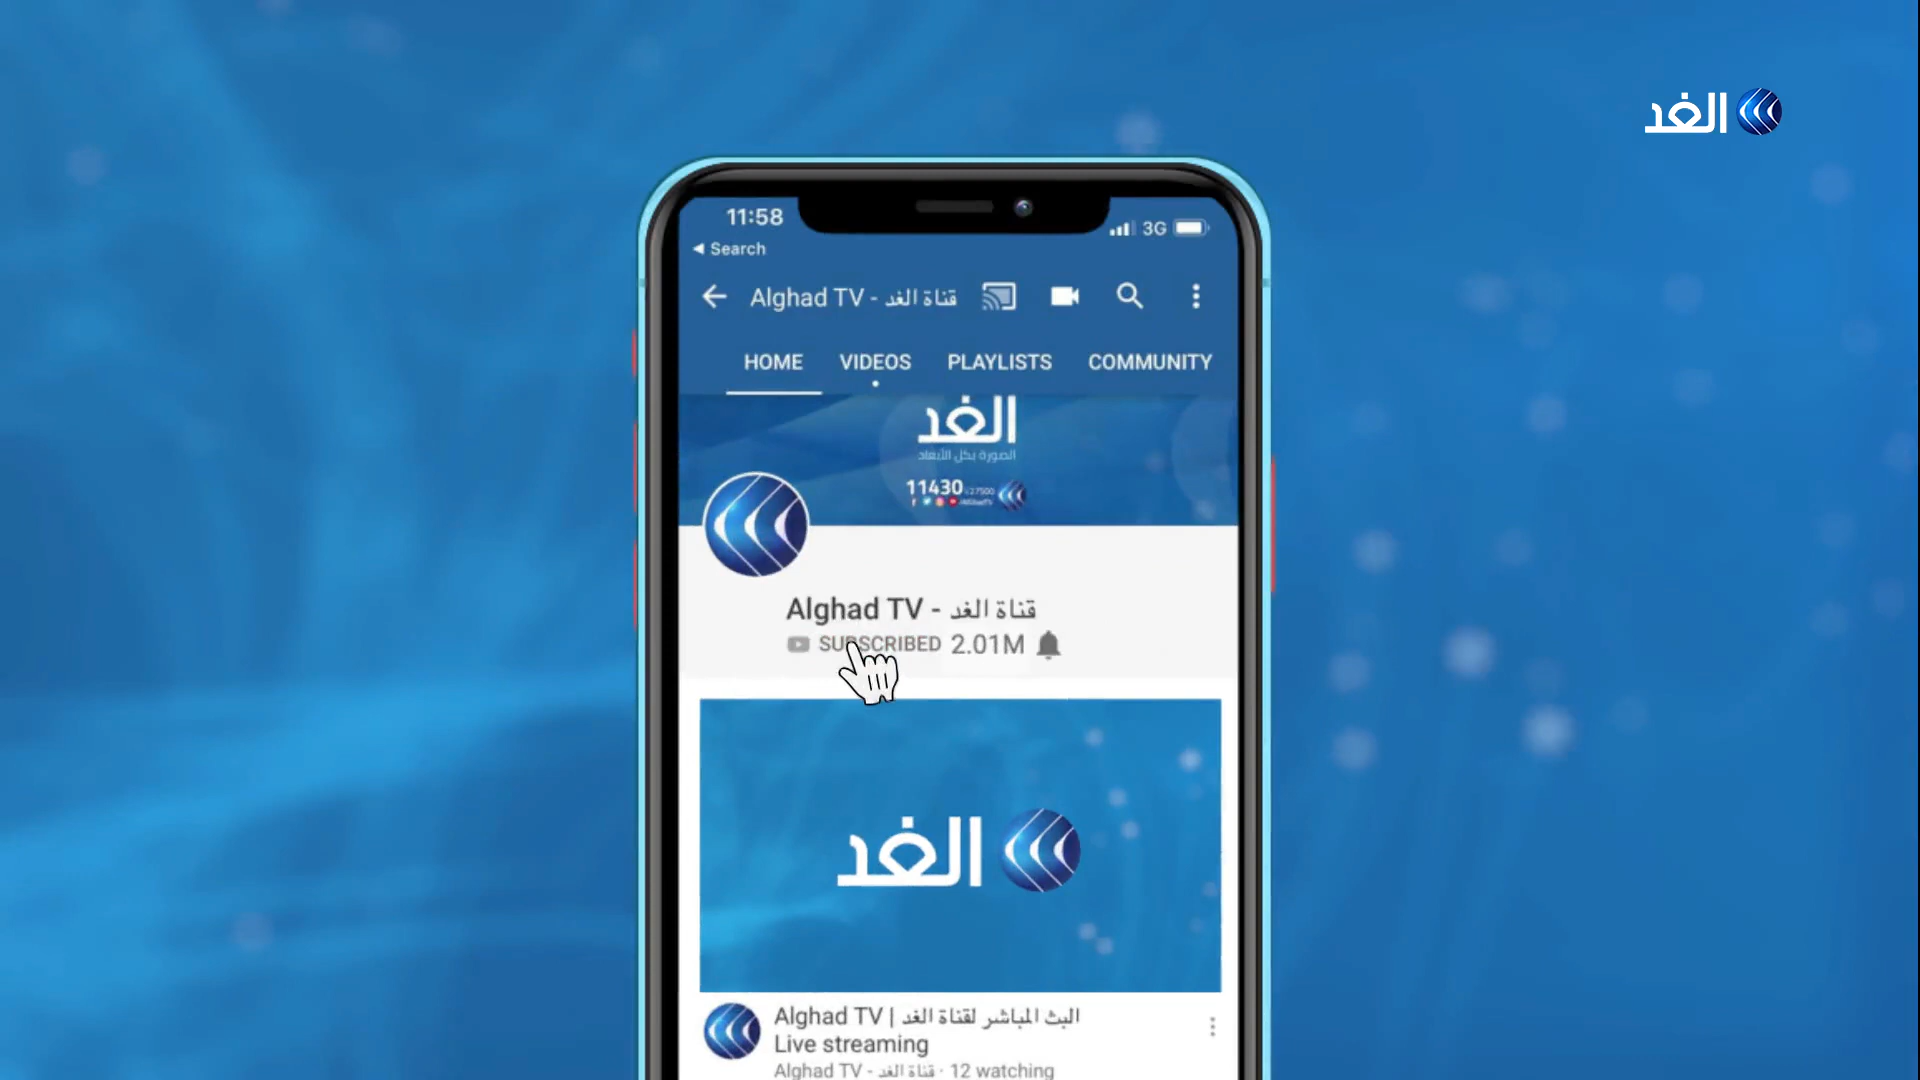 الغد
11:58
3G
Search
Alghad TV - قناة الغد
HOME VIDEOS PLAYLISTS COMMUNITY
الغد
الصورة بكل الأبعاد
11430 27500
Alghad TV - قناة الغد
SUBSCRIBED 2.01M
الغد
Alghad TV | البث المباشر لقناة الغد
Live streaming
Alghad TV - قناة الغد · 12 watching